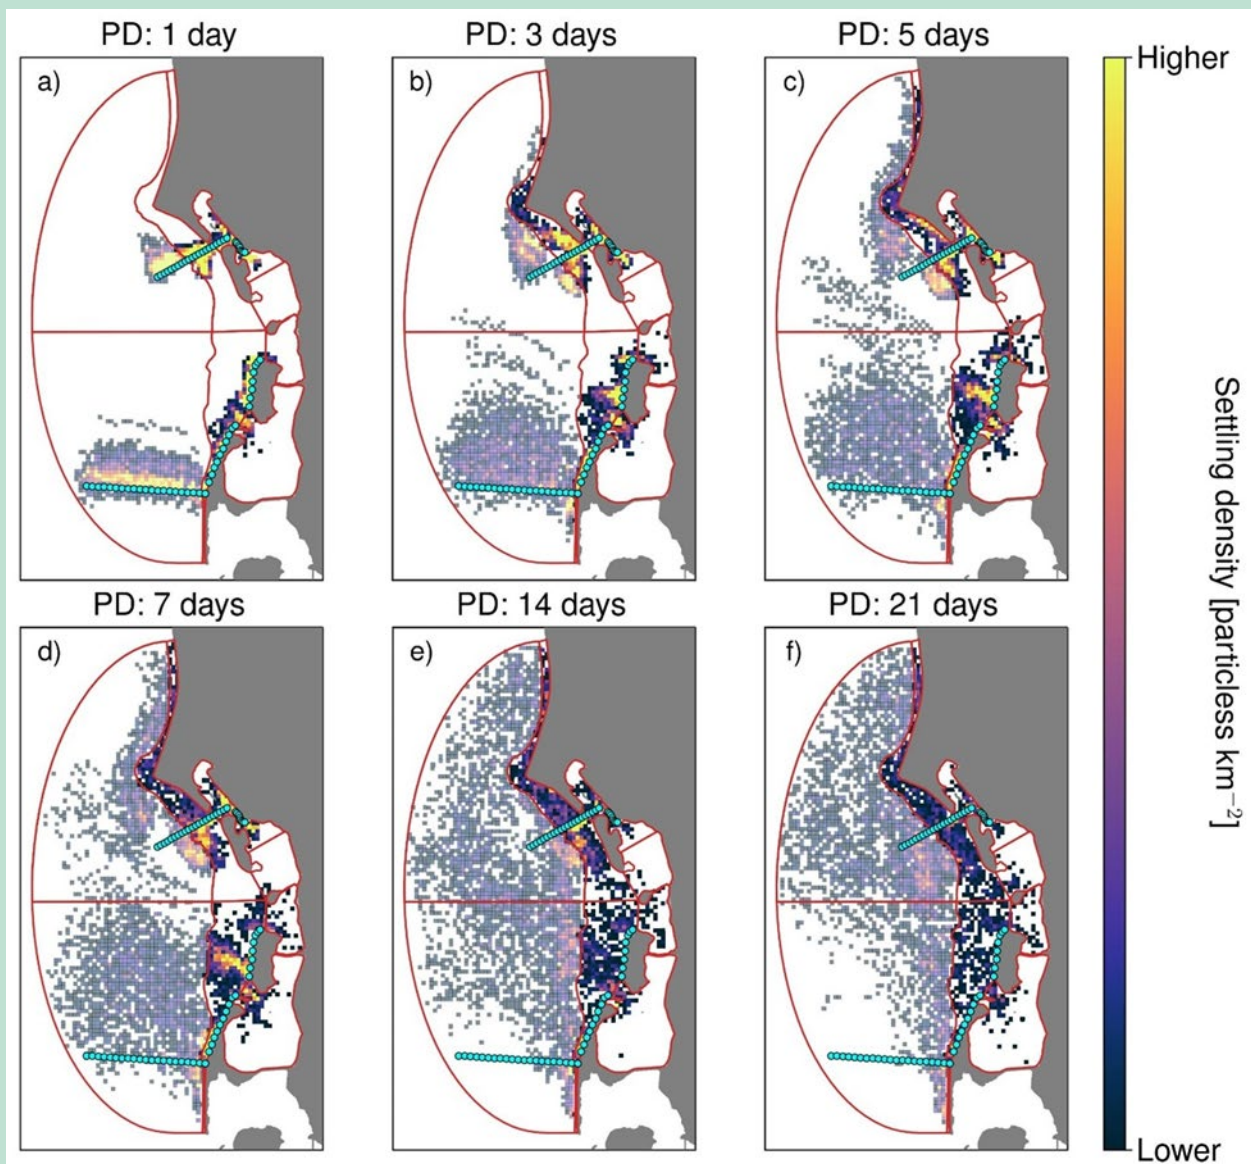 PD: 1 day
PD: 3 days
PD: 5 days
a)
b)
c)
Higher
PD: 7 days
PD: 14 days
PD: 21 days
d)
e)
f)
Lower
Settling density [particless km⁻²]